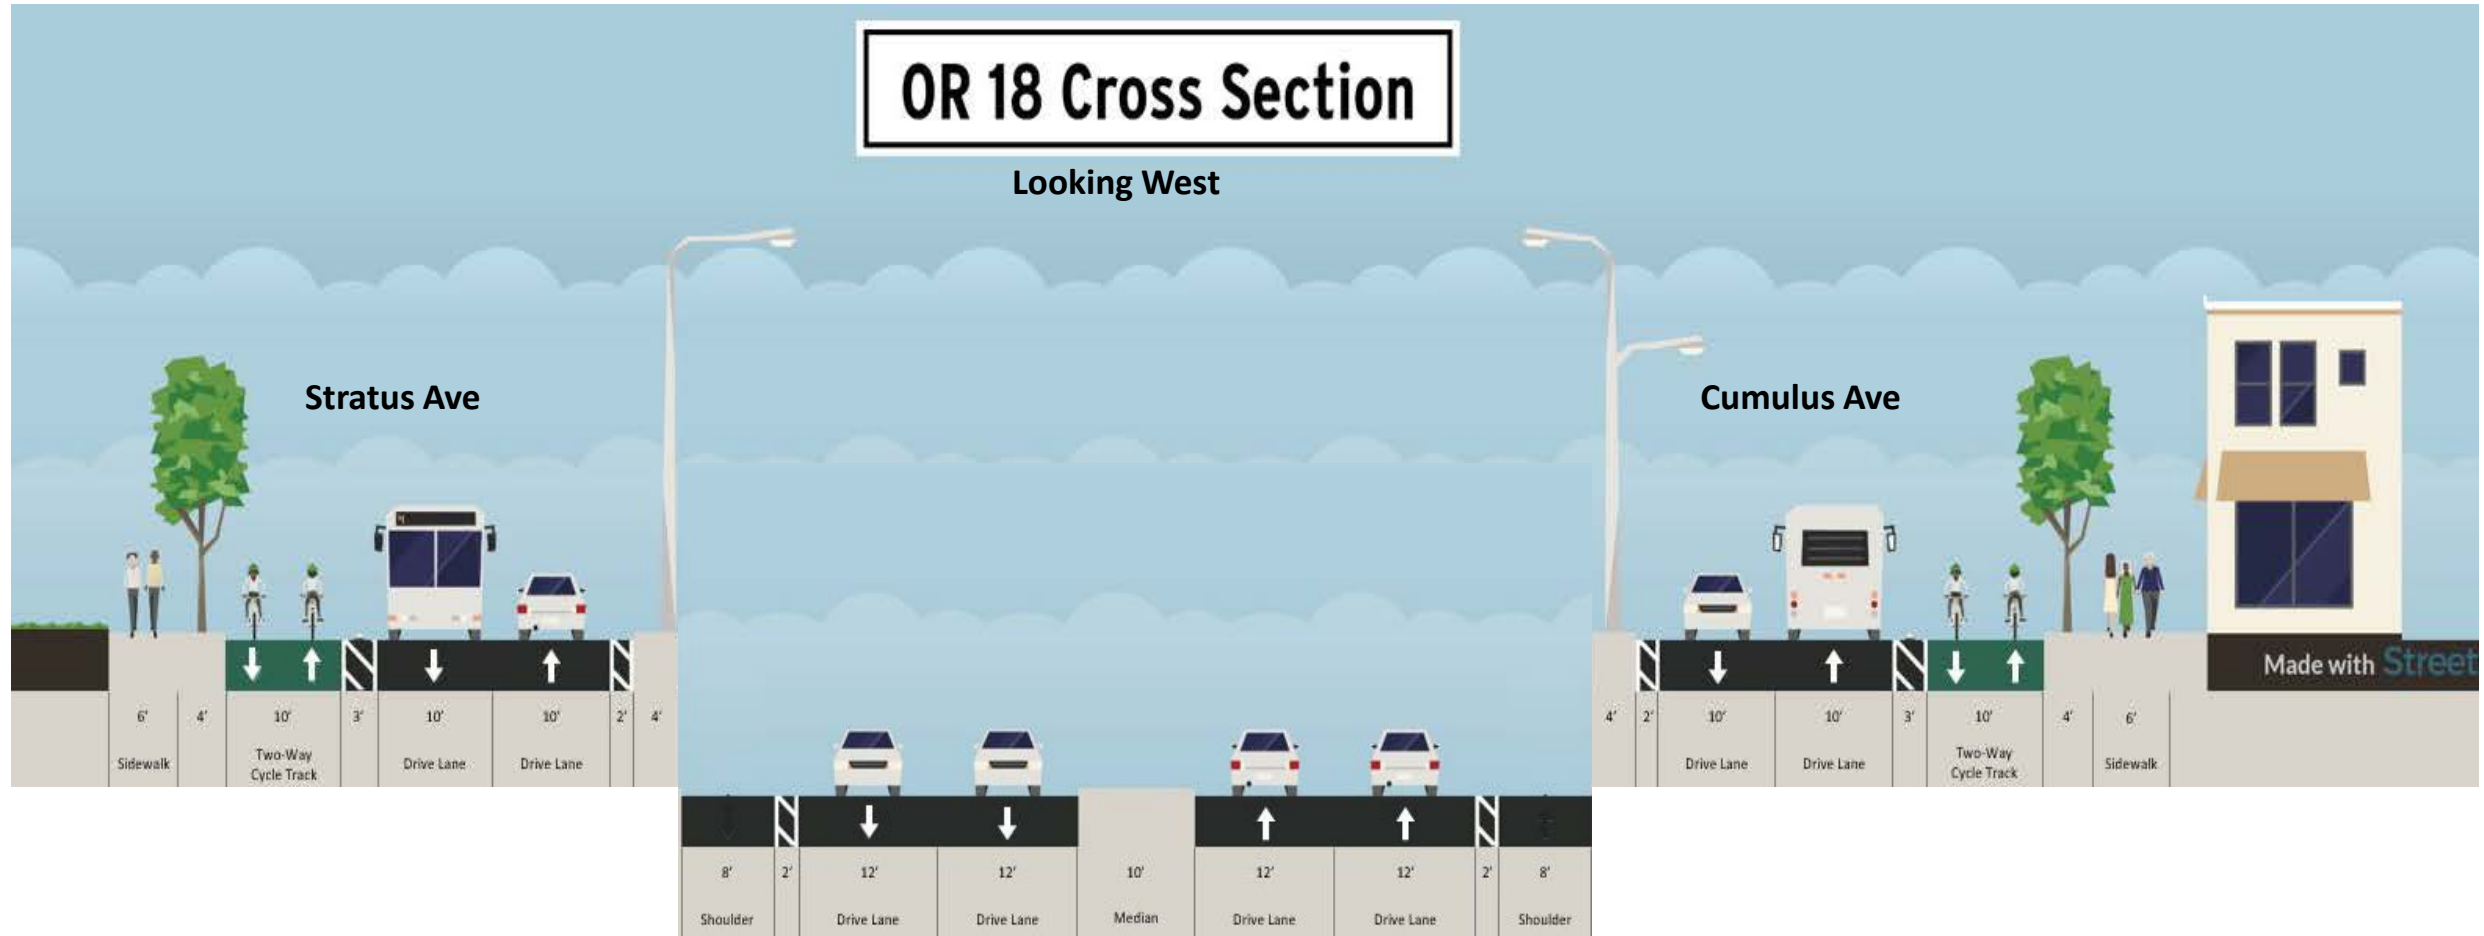 OR 18 Cross Section
Looking West
Stratus Ave
Cumulus Ave
Made with Street
6' 4' 10' 3' 10' 10' 2' 4'
Sidewalk Two-Way Cycle Track Drive Lane Drive Lane
4' 2' 10' 10' 3' 10' 4' 6'
Drive Lane Drive Lane Two-Way Cycle Track Sidewalk
8' 2' 12' 12' 10' 12' 12' 2' 8'
Shoulder Drive Lane Drive Lane Median Drive Lane Drive Lane Shoulder